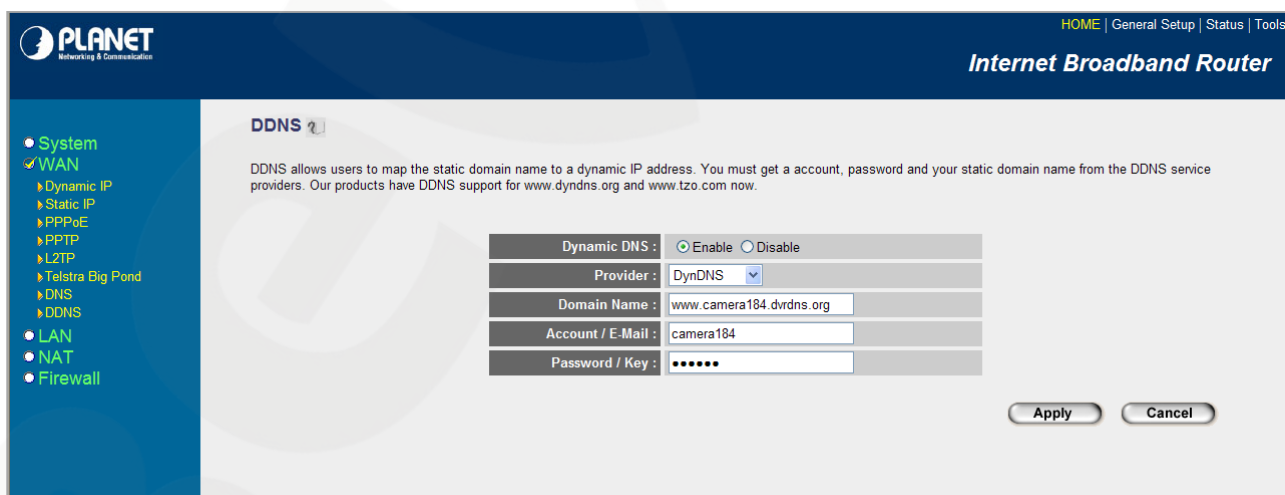 PLANET
Networking & Communication
HOME | General Setup | Status | Tools
Internet Broadband Router
System
WAN
Dynamic IP
Static IP
PPPoE
PPTP
L2TP
Telstra Big Pond
DNS
DDNS
LAN
NAT
Firewall
DDNS
DDNS allows users to map the static domain name to a dynamic IP address. You must get a account, password and your static domain name from the DDNS service
providers. Our products have DDNS support for www.dyndns.org and www.tzo.com now.
Dynamic DNS : Enable Disable
Provider : DynDNS
Domain Name : www.camera184.dvrdns.org
Account / E-Mail : camera184
Password / Key : ●●●●●●
Apply Cancel